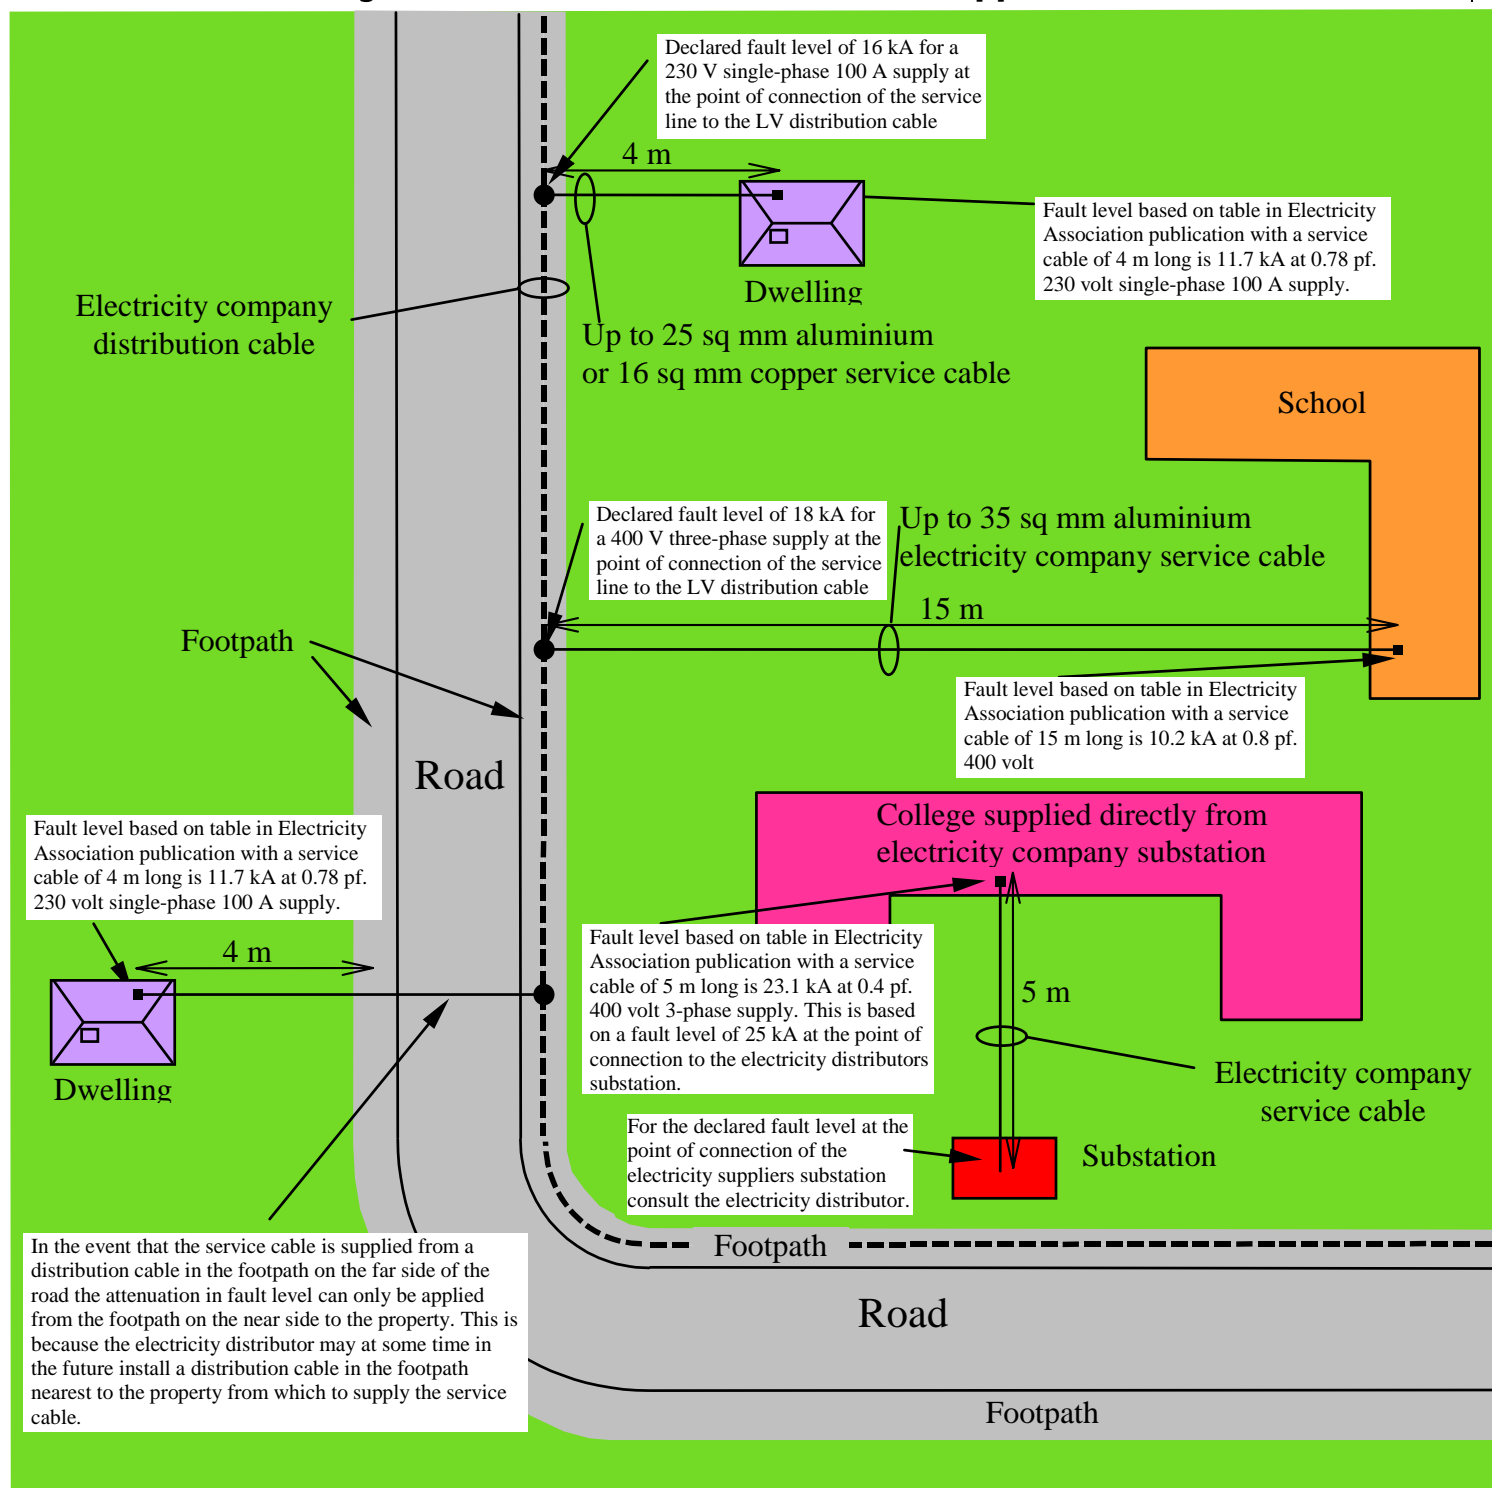 Declared fault level of 16 kA for a
230 V single-phase 100 A supply at
the point of connection of the service
line to the LV distribution cable
4 m
Fault level based on table in Electricity
Association publication with a service
cable of 4 m long is 11.7 kA at 0.78 pf.
230 volt single-phase 100 A supply.
Dwelling
Electricity company
distribution cable
Up to 25 sq mm aluminium
or 16 sq mm copper service cable
School
Declared fault level of 18 kA for
a 400 V three-phase supply at the
point of connection of the service
line to the LV distribution cable
Up to 35 sq mm aluminium
electricity company service cable
15 m
Footpath
Fault level based on table in Electricity
Association publication with a service
cable of 15 m long is 10.2 kA at 0.8 pf.
400 volt
Road
College supplied directly from
electricity company substation
Fault level based on table in Electricity
Association publication with a service
cable of 4 m long is 11.7 kA at 0.78 pf.
230 volt single-phase 100 A supply.
4 m
Dwelling
Fault level based on table in Electricity
Association publication with a service
cable of 5 m long is 23.1 kA at 0.4 pf.
400 volt 3-phase supply. This is based
on a fault level of 25 kA at the point of
connection to the electricity distributors
substation.
5 m
Electricity company
service cable
For the declared fault level at the
point of connection of the
electricity suppliers substation
consult the electricity distributor.
Substation
In the event that the service cable is supplied from a
distribution cable in the footpath on the far side of the
road the attenuation in fault level can only be applied
from the footpath on the near side to the property. This is
because the electricity distributor may at some time in
the future install a distribution cable in the footpath
nearest to the property from which to supply the service
cable.
Footpath
Road
Footpath